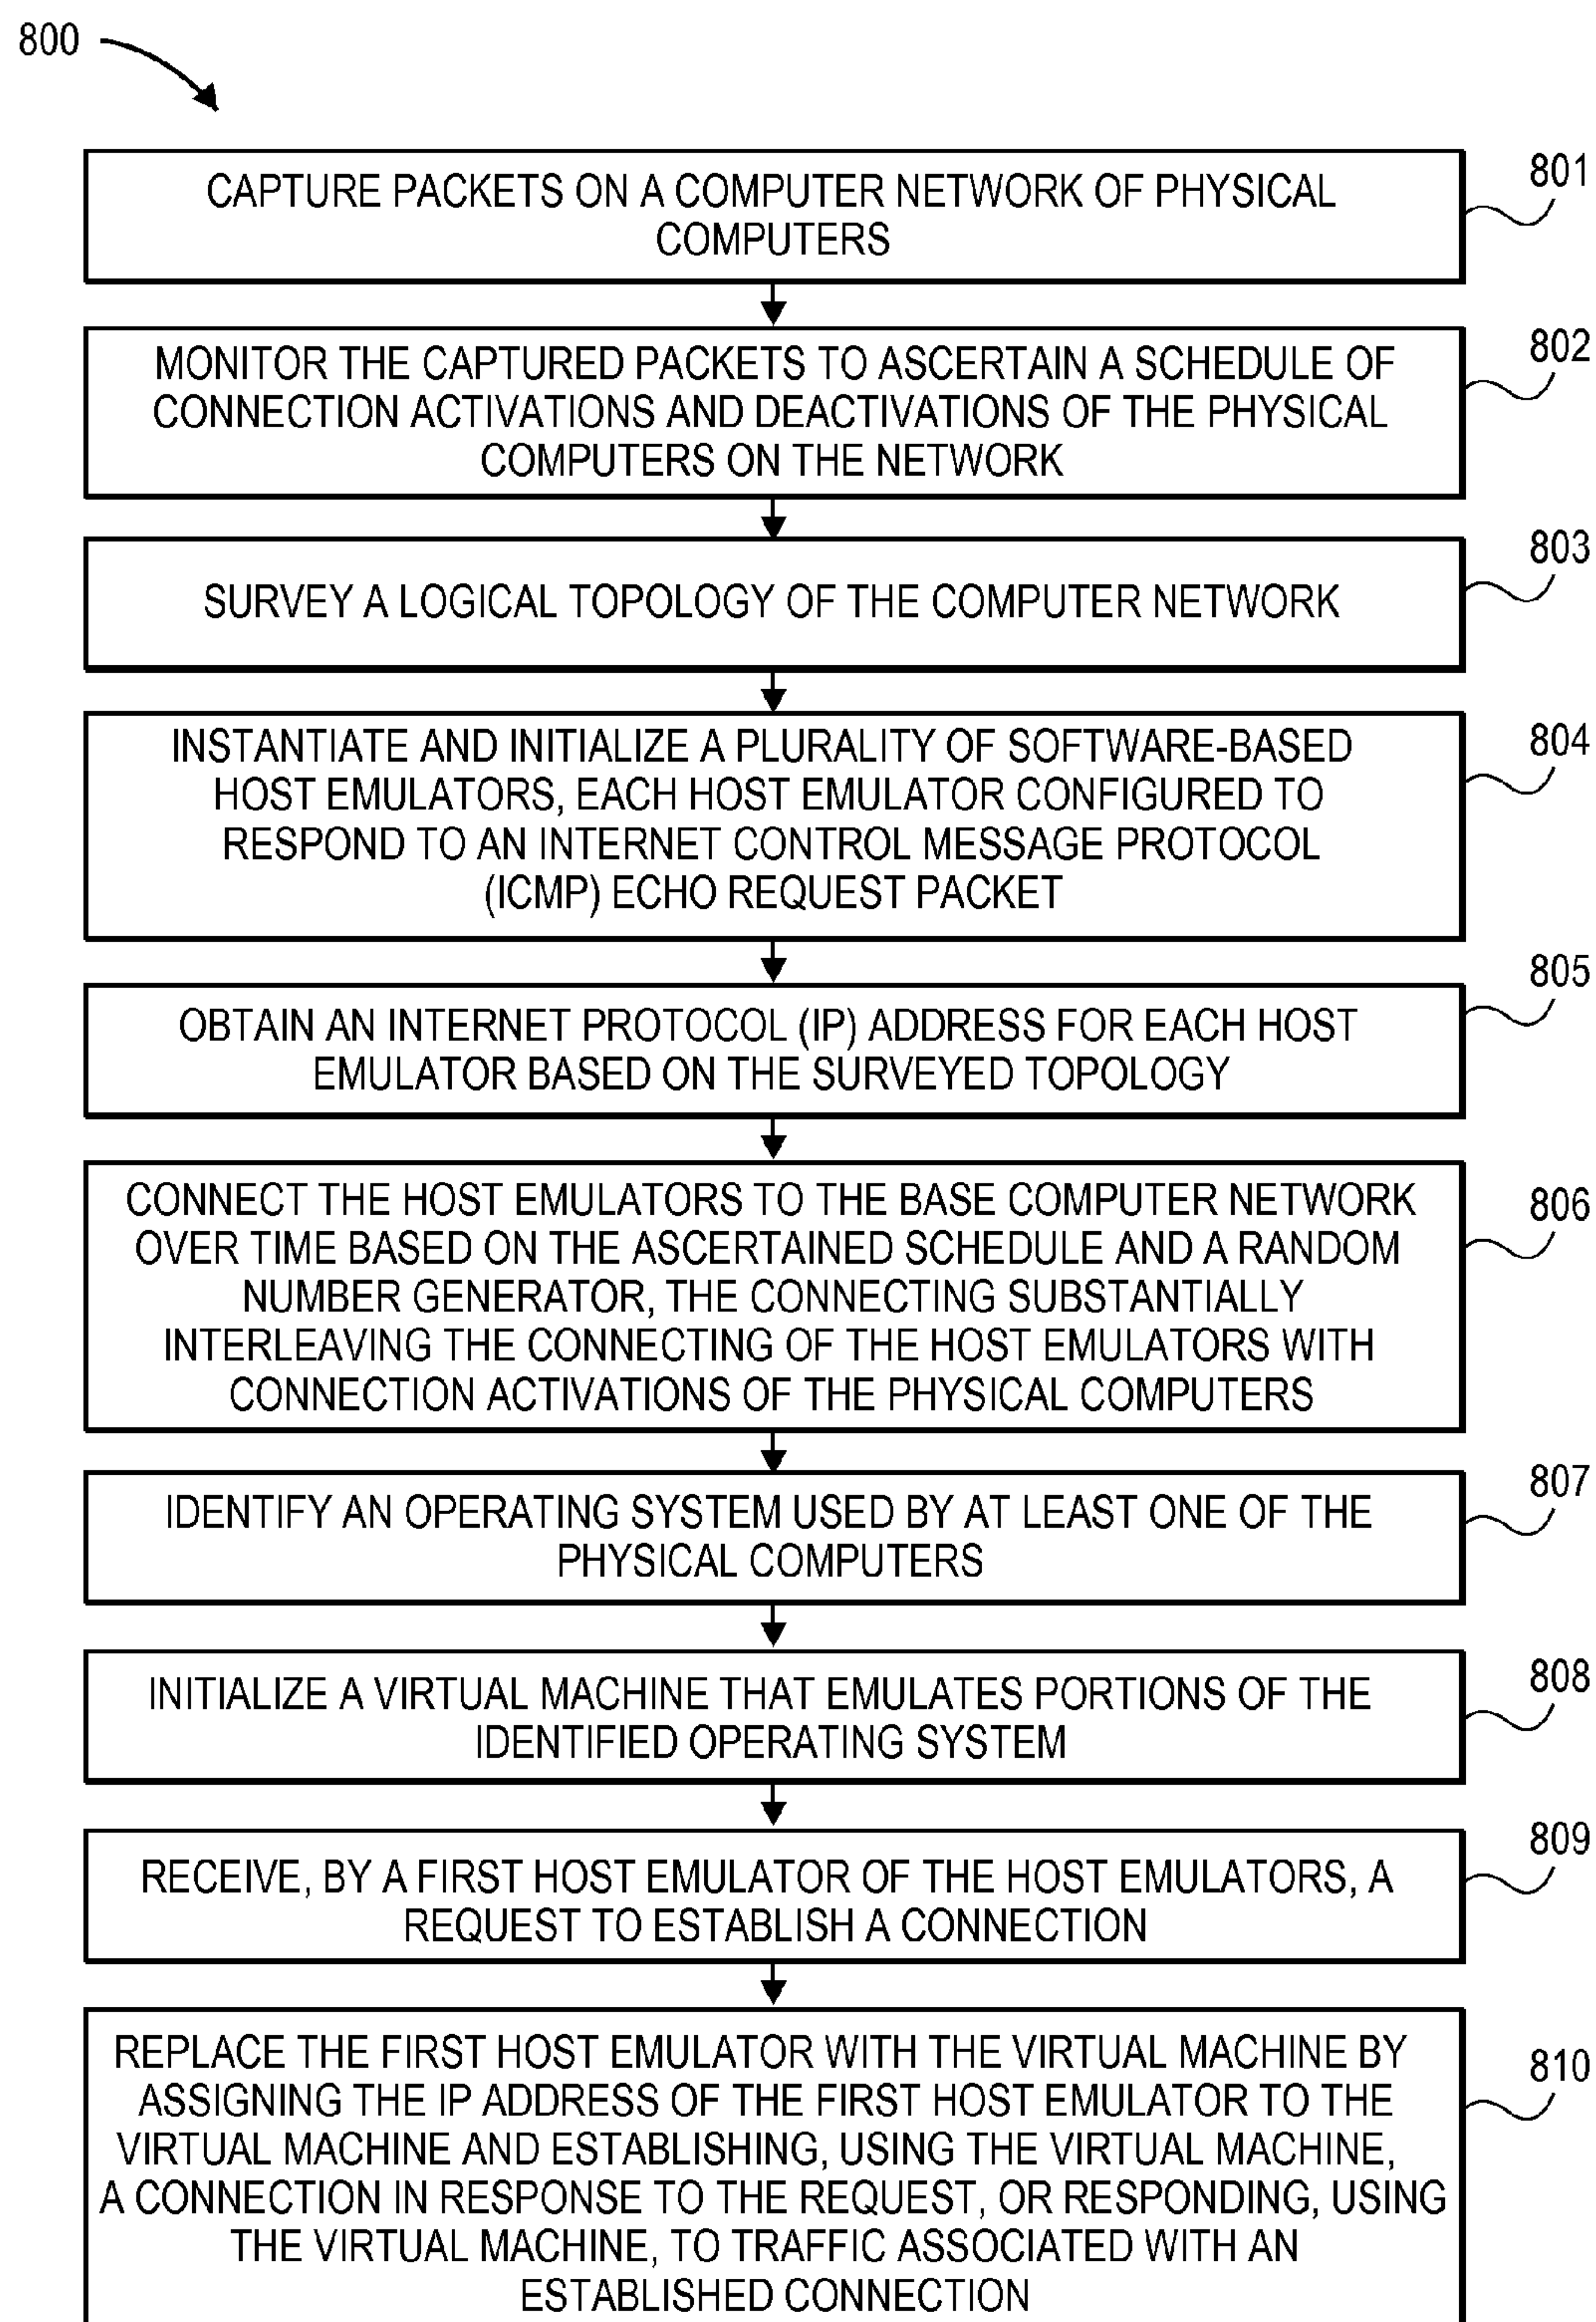 800
801
CAPTURE PACKETS ON A COMPUTER NETWORK OF PHYSICAL
COMPUTERS
802
MONITOR THE CAPTURED PACKETS TO ASCERTAIN A SCHEDULE OF
CONNECTION ACTIVATIONS AND DEACTIVATIONS OF THE PHYSICAL
COMPUTERS ON THE NETWORK
803
SURVEY A LOGICAL TOPOLOGY OF THE COMPUTER NETWORK
804
INSTANTIATE AND INITIALIZE A PLURALITY OF SOFTWARE-BASED
HOST EMULATORS, EACH HOST EMULATOR CONFIGURED TO
RESPOND TO AN INTERNET CONTROL MESSAGE PROTOCOL
(ICMP) ECHO REQUEST PACKET
805
OBTAIN AN INTERNET PROTOCOL (IP) ADDRESS FOR EACH HOST
EMULATOR BASED ON THE SURVEYED TOPOLOGY
806
CONNECT THE HOST EMULATORS TO THE BASE COMPUTER NETWORK
OVER TIME BASED ON THE ASCERTAINED SCHEDULE AND A RANDOM
NUMBER GENERATOR, THE CONNECTING SUBSTANTIALLY
INTERLEAVING THE CONNECTING OF THE HOST EMULATORS WITH
CONNECTION ACTIVATIONS OF THE PHYSICAL COMPUTERS
807
IDENTIFY AN OPERATING SYSTEM USED BY AT LEAST ONE OF THE
PHYSICAL COMPUTERS
808
INITIALIZE A VIRTUAL MACHINE THAT EMULATES PORTIONS OF THE
IDENTIFIED OPERATING SYSTEM
809
RECEIVE, BY A FIRST HOST EMULATOR OF THE HOST EMULATORS, A
REQUEST TO ESTABLISH A CONNECTION
810
REPLACE THE FIRST HOST EMULATOR WITH THE VIRTUAL MACHINE BY
ASSIGNING THE IP ADDRESS OF THE FIRST HOST EMULATOR TO THE
VIRTUAL MACHINE AND ESTABLISHING, USING THE VIRTUAL MACHINE,
A CONNECTION IN RESPONSE TO THE REQUEST, OR RESPONDING, USING
THE VIRTUAL MACHINE, TO TRAFFIC ASSOCIATED WITH AN
ESTABLISHED CONNECTION